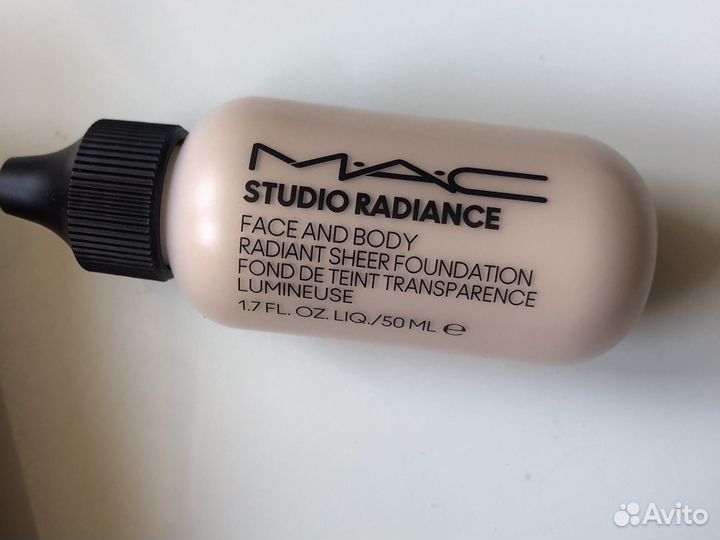 M·A·C
STUDIO RADIANCE
FACE AND BODY
RADIANT SHEER FOUNDATION
FOND DE TEINT TRANSPARENCE
LUMINEUSE
1.7 FL. OZ. LIQ./50 ML ℮
Avito